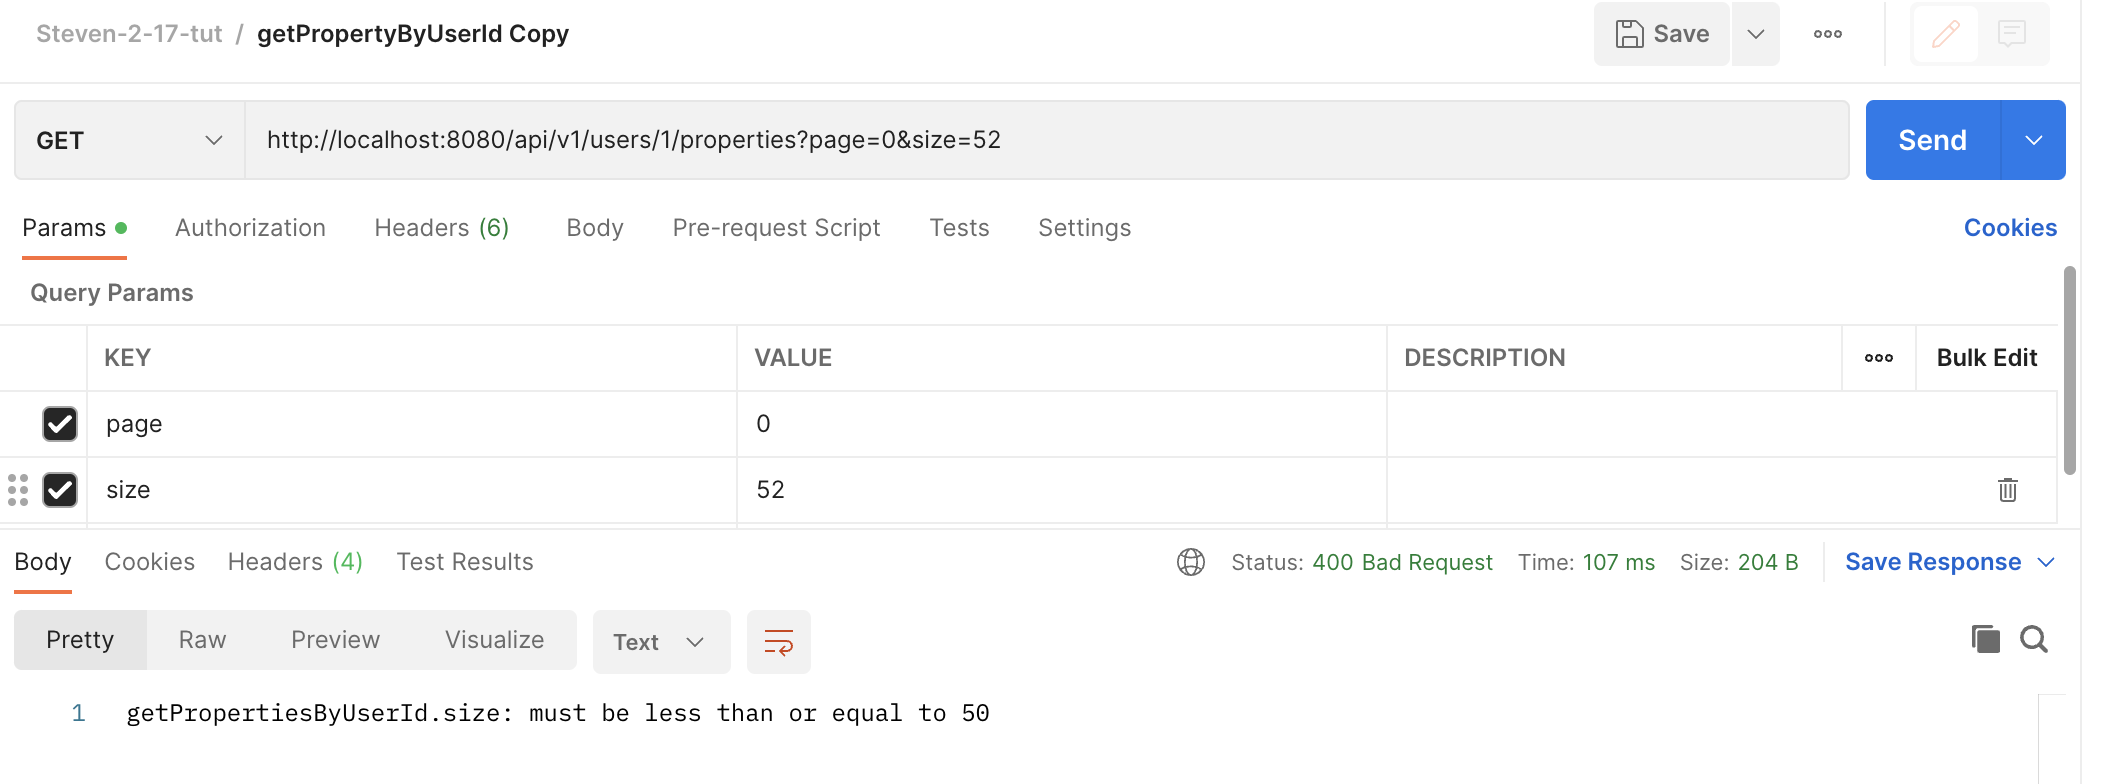 Steven-2-17-tut / getPropertyByUserId Copy
Save
GET
http://localhost:8080/api/v1/users/1/properties?page=0&size=52
Send
Params Authorization Headers (6) Body Pre-request Script Tests Settings
Cookies
Query Params
KEY VALUE DESCRIPTION Bulk Edit
page 0
size 52
Body Cookies Headers (4) Test Results
Status: 400 Bad Request Time: 107 ms Size: 204 B Save Response
Pretty Raw Preview Visualize Text
1 getPropertiesByUserId.size: must be less than or equal to 50